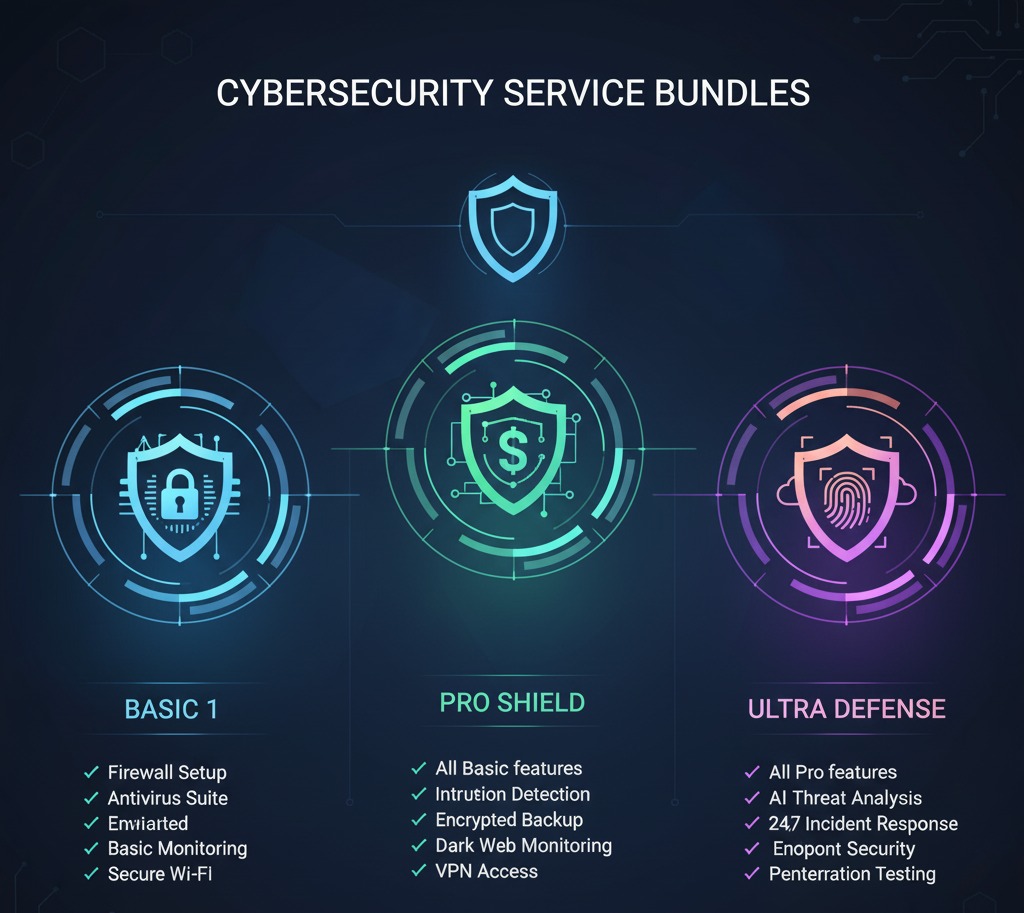 CYBERSECURITY SERVICE BUNDLES
$
BASIC 1
Firewall Setup
Antivirus Suite
Basic Monitoring
Secure Wi-FI
PRO SHIELD
All Basic features
Intrution Detection
Encrypted Backup
Dark Web Monitoring
VPN Access
ULTRA DEFENSE
All Pro features
AI Threat Analysis
24,7 Incident Response
Enopont Security
Penterration Testing